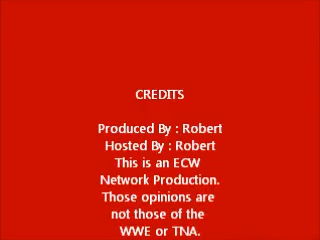 CREDITS
Produced By : Robert
Hosted By : Robert
This is an ECW
Network Production.
Those opinions are
not those of the
WWE or TNA.